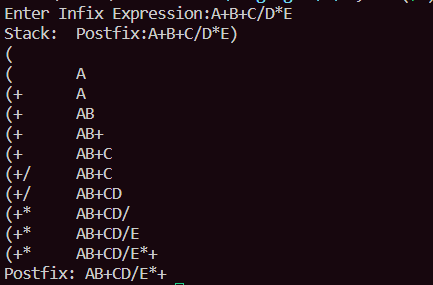 Enter Infix Expression:A+B+C/D*E
Stack:  Postfix:A+B+C/D*E)
(
(       A
(+      A
(+      AB
(+      AB+
(+      AB+C
(+/     AB+C
(+/     AB+CD
(+*     AB+CD/
(+*     AB+CD/E
(+*     AB+CD/E*+
Postfix: AB+CD/E*+